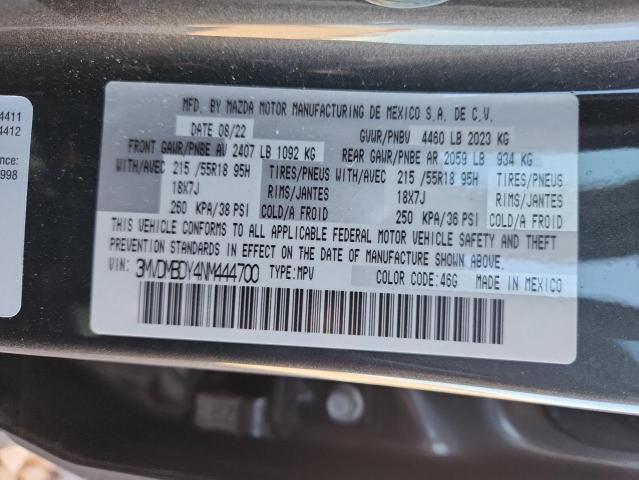 4411
4412
nce:
998
MFD. BY MAZDA MOTOR MANUFACTURING DE MEXICO S.A. DE C.V.
DATE 08/22 GVWR/PNBV 4460 LB 2023 KG
FRONT GAWR/PNBE AV 2407 LB 1092 KG REAR GAWR/PNBE AR 2059 LB 934 KG
WITH/AVEC 215 /55R18 95H TIRES/PNEUS WITH/AVEC 215 /55R18 95H TIRES/PNEUS
18X7J RIMS/JANTES 18X7J RIMS/JANTES
260 KPA/38 PSI COLD/A FROID 250 KPA/36 PSI COLD/A FROID
THIS VEHICLE CONFORMS TO ALL APPLICABLE FEDERAL MOTOR VEHICLE SAFETY AND THEFT
PREVENTION STANDARDS IN EFFECT ON THE DATE OF MANUFACTURE SHOWN ABOVE.
VIN: 3MVDMBDY4NM444700 TYPE:MPV COLOR CODE:46G MADE IN MEXICO